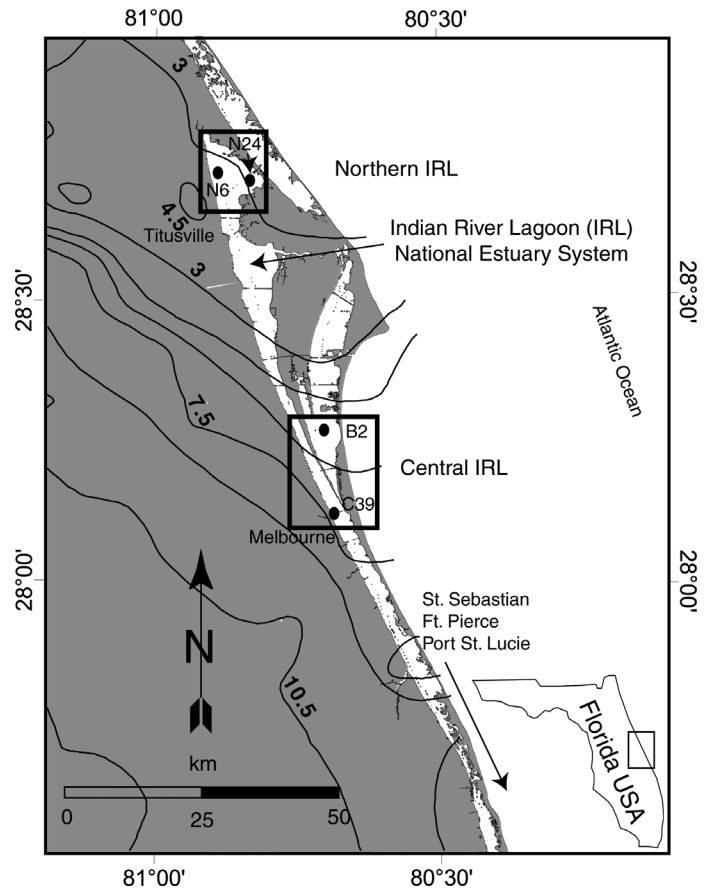 81°00'
80°30'
3
N24
Northern IRL
N6
4.5
Titusville
Indian River Lagoon (IRL)
National Estuary System
3
28°30'
28°30'
Atlantic Ocean
7.5
B2
Central IRL
C39
Melbourne
28°00'
28°00'
St. Sebastian
Ft. Pierce
Port St. Lucie
N
10.5
Florida USA
km
0
25
50
81°00'
80°30'